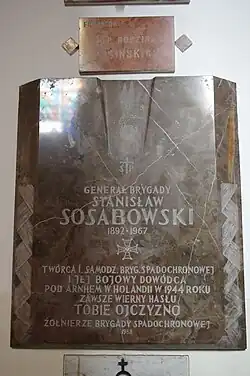 GENERAŁ BRYGADY
STANISŁAW
SOSABOWSKI
1892-1967
TWÓRCA I. SAMODZ. BRYG. SPADOCHRONOWEJ
I JEJ BOJOWY DOWÓDCA
POD ARNHEM W HOLANDII W 1944 ROKU
ZAWSZE WIERNY HASŁU
TOBIE OJCZYZNO
ŻOŁNIERZE BRYGADY SPADOCHRONOWEJ
1988